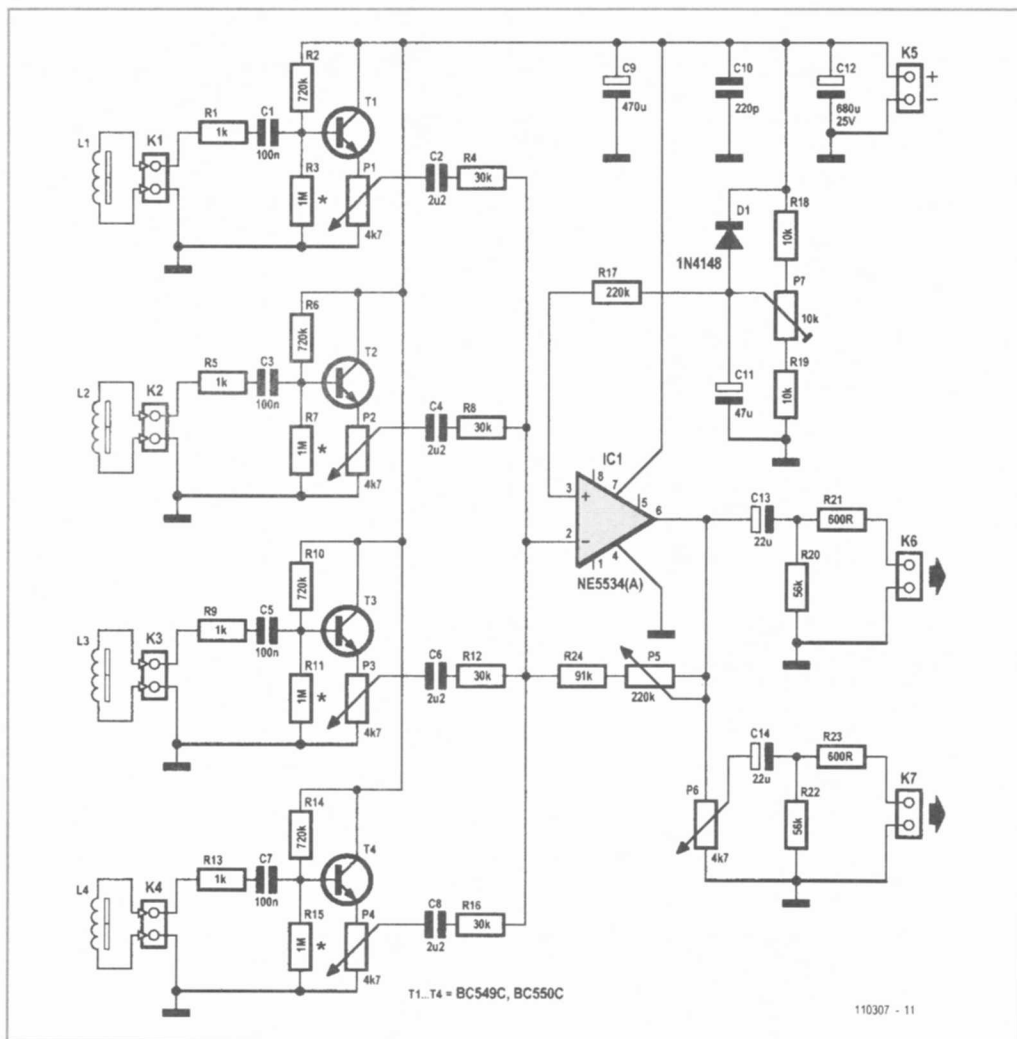 R2
720k
T1
R1
1k
C1
100n
L1
K1
R3
1M
*
P1
4k7
C2
2u2
R4
30k
C9
470u
C10
220p
C12
680u
25V
K5
+
−
D1
1N4148
R18
10k
P7
10k
R19
10k
R17
220k
C11
47u
R6
720k
T2
R5
1k
C3
100n
L2
K2
R7
1M
*
P2
4k7
C4
2u2
R8
30k
IC1
8
7
5
3
+
6
2
−
1
4
NE5534(A)
C13
22u
R21
600R
R20
56k
K6
R10
720k
T3
R9
1k
C5
100n
L3
K3
R11
1M
*
P3
4k7
C6
2u2
R12
30k
R24
91k
P5
220k
C14
22u
R23
600R
P6
4k7
R22
56k
K7
R14
720k
T4
R13
1k
C7
100n
L4
K4
R15
1M
*
P4
4k7
C8
2u2
R16
30k
T1...T4 = BC549C, BC550C
110307 - 11